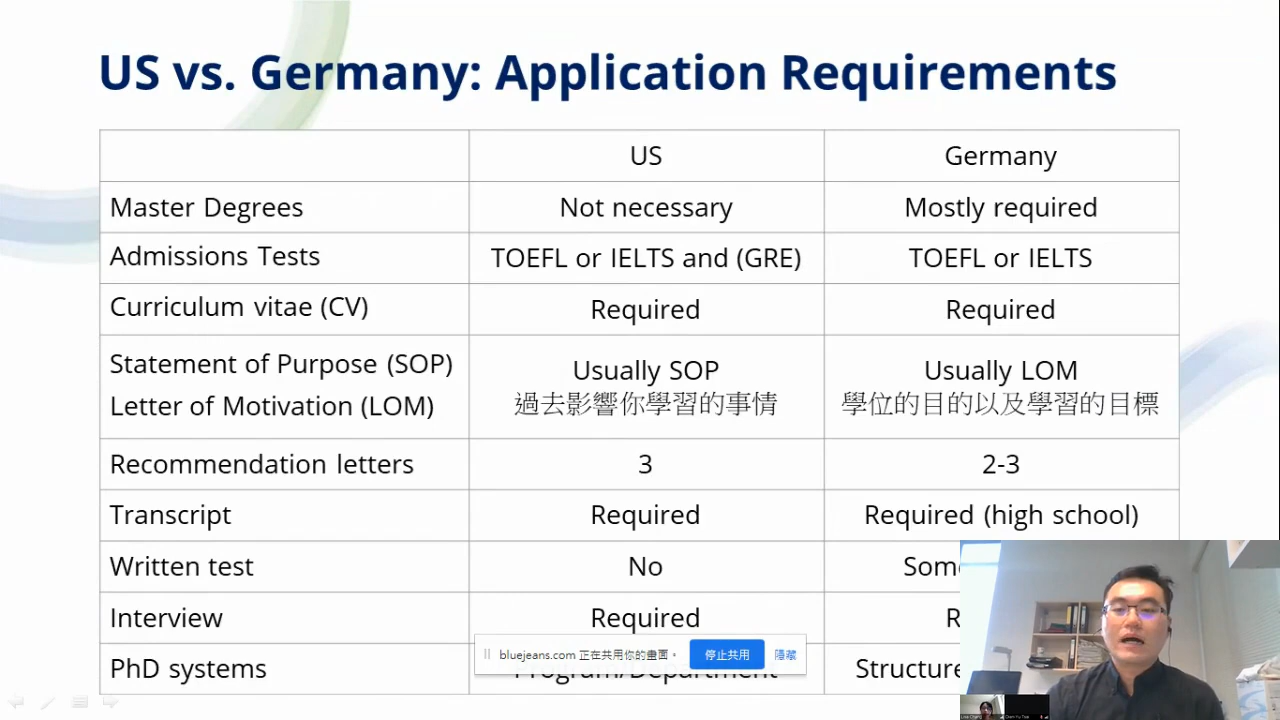 US vs. Germany: Application Requirements
US Germany
Master Degrees Not necessary Mostly required
Admissions Tests TOEFL or IELTS and (GRE) TOEFL or IELTS
Curriculum vitae (CV) Required Required
Statement of Purpose (SOP) Usually SOP Usually LOM
Letter of Motivation (LOM) 過去影響你學習的事情 學位的目的以及學習的目標
Recommendation letters 3 2-3
Transcript Required Required (high school)
Written test No
Interview Required
bluejeans.com 正在共用你的畫面。 停止共用 隱藏
PhD systems Program/Department